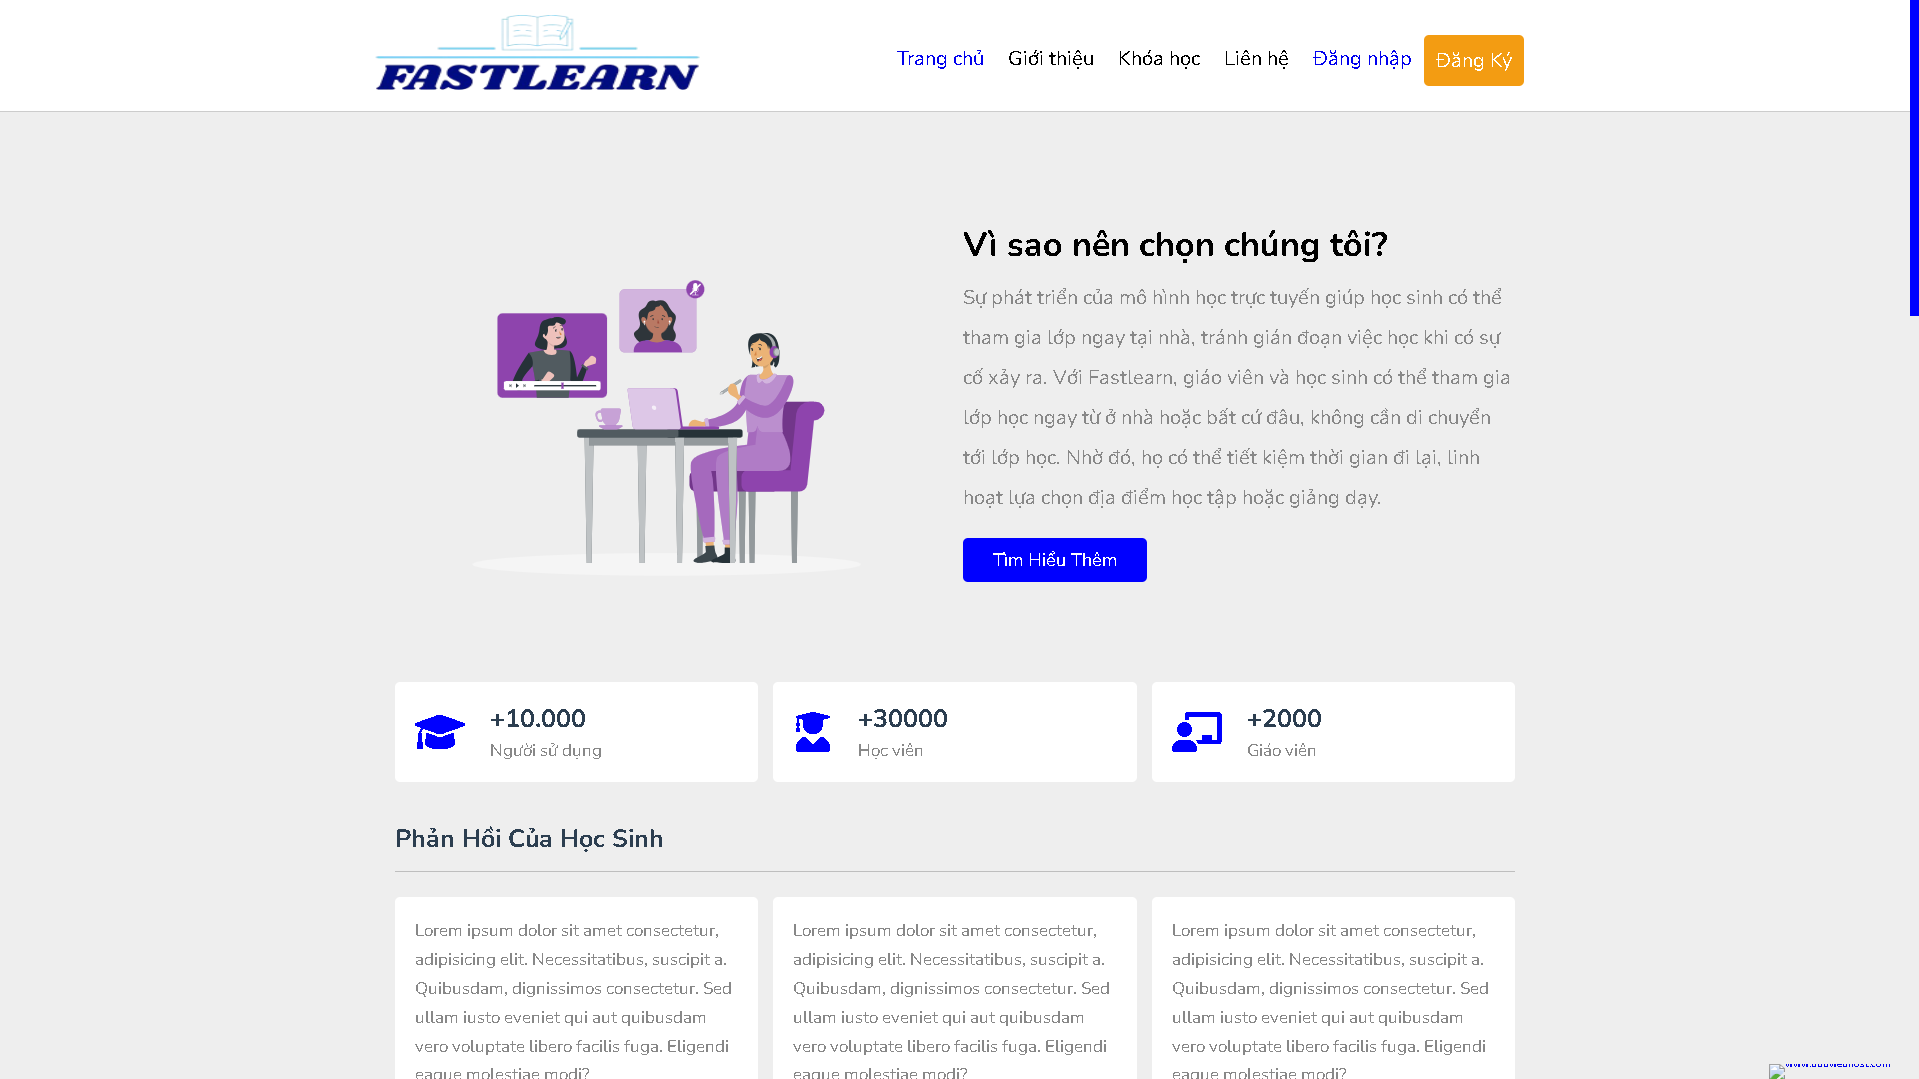 FASTLEARN
Trang chủ Giới thiệu Khóa học Liên hệ Đăng nhập Đăng Ký
Vì sao nên chọn chúng tôi?
Sự phát triển của mô hình học trực tuyến giúp học sinh có thể
tham gia lớp ngay tại nhà, tránh gián đoạn việc học khi có sự
cố xảy ra. Với Fastlearn, giáo viên và học sinh có thể tham gia
lớp học ngay từ ở nhà hoặc bất cứ đâu, không cần di chuyển
tới lớp học. Nhờ đó, họ có thể tiết kiệm thời gian đi lại, linh
hoạt lựa chọn địa điểm học tập hoặc giảng dạy.
Tìm Hiểu Thêm
+10.000
Người sử dụng
+30000
Học viên
+2000
Giáo viên
Phản Hồi Của Học Sinh
Lorem ipsum dolor sit amet consectetur,
adipisicing elit. Necessitatibus, suscipit a.
Quibusdam, dignissimos consectetur. Sed
ullam iusto eveniet qui aut quibusdam
vero voluptate libero facilis fuga. Eligendi
eaque molestiae modi?
Lorem ipsum dolor sit amet consectetur,
adipisicing elit. Necessitatibus, suscipit a.
Quibusdam, dignissimos consectetur. Sed
ullam iusto eveniet qui aut quibusdam
vero voluptate libero facilis fuga. Eligendi
eaque molestiae modi?
Lorem ipsum dolor sit amet consectetur,
adipisicing elit. Necessitatibus, suscipit a.
Quibusdam, dignissimos consectetur. Sed
ullam iusto eveniet qui aut quibusdam
vero voluptate libero facilis fuga. Eligendi
eaque molestiae modi?